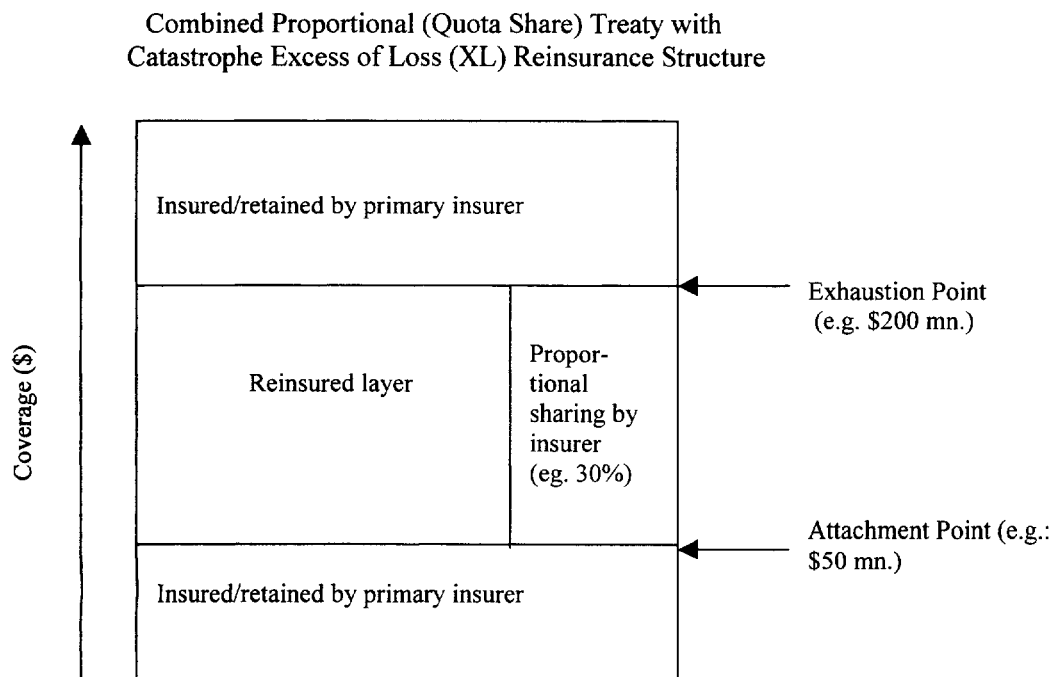 Combined Proportional (Quota Share) Treaty with
Catastrophe Excess of Loss (XL) Reinsurance Structure
Insured/retained by primary insurer
Exhaustion Point
(e.g. $200 mn.)
Coverage ($)
Reinsured layer
Propor-
tional
sharing by
insurer
(eg. 30%)
Attachment Point (e.g.:
$50 mn.)
Insured/retained by primary insurer